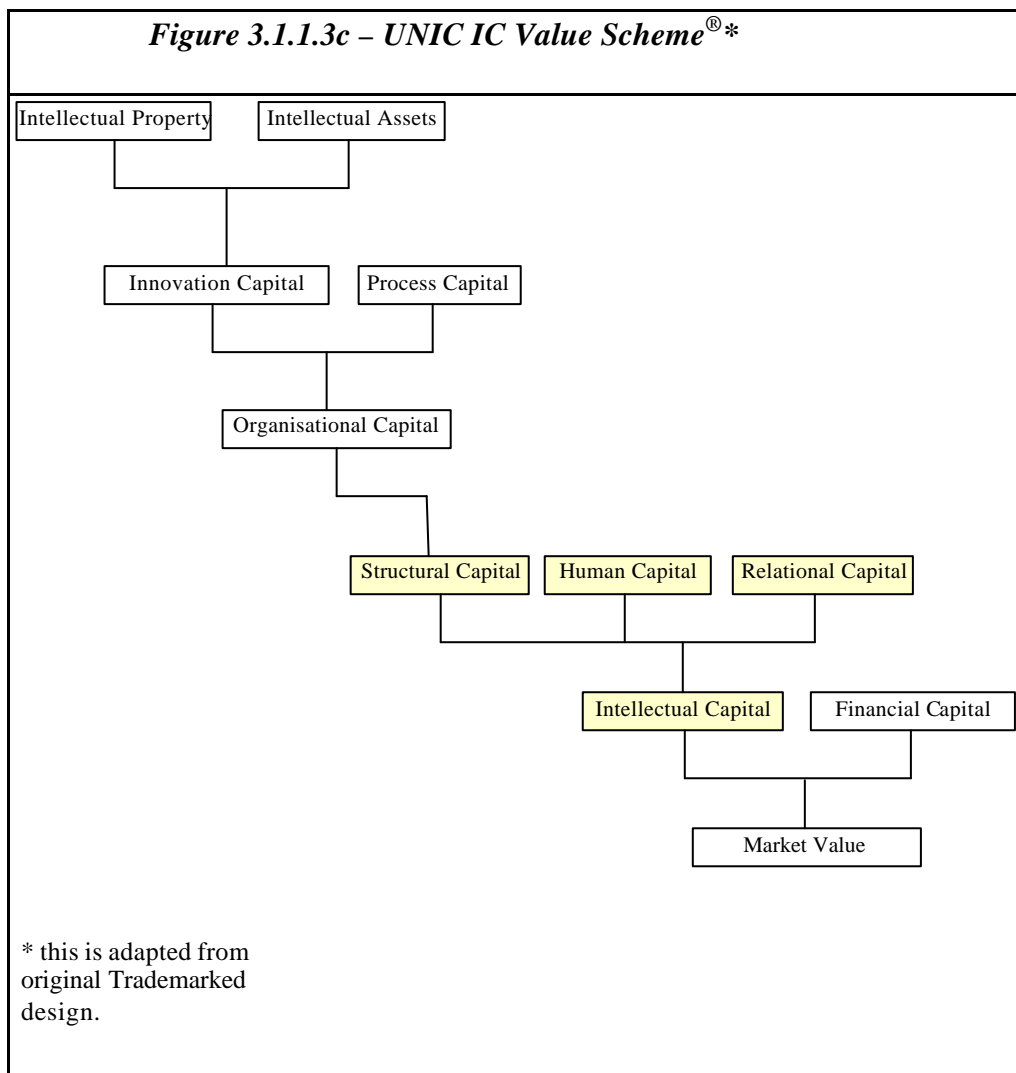 Figure 3.1.1.3c – UNIC IC Value Scheme®*
Intellectual Property
Intellectual Assets
Innovation Capital
Process Capital
Organisational Capital
Structural Capital
Human Capital
Relational Capital
Intellectual Capital
Financial Capital
Market Value
* this is adapted from
original Trademarked
design.